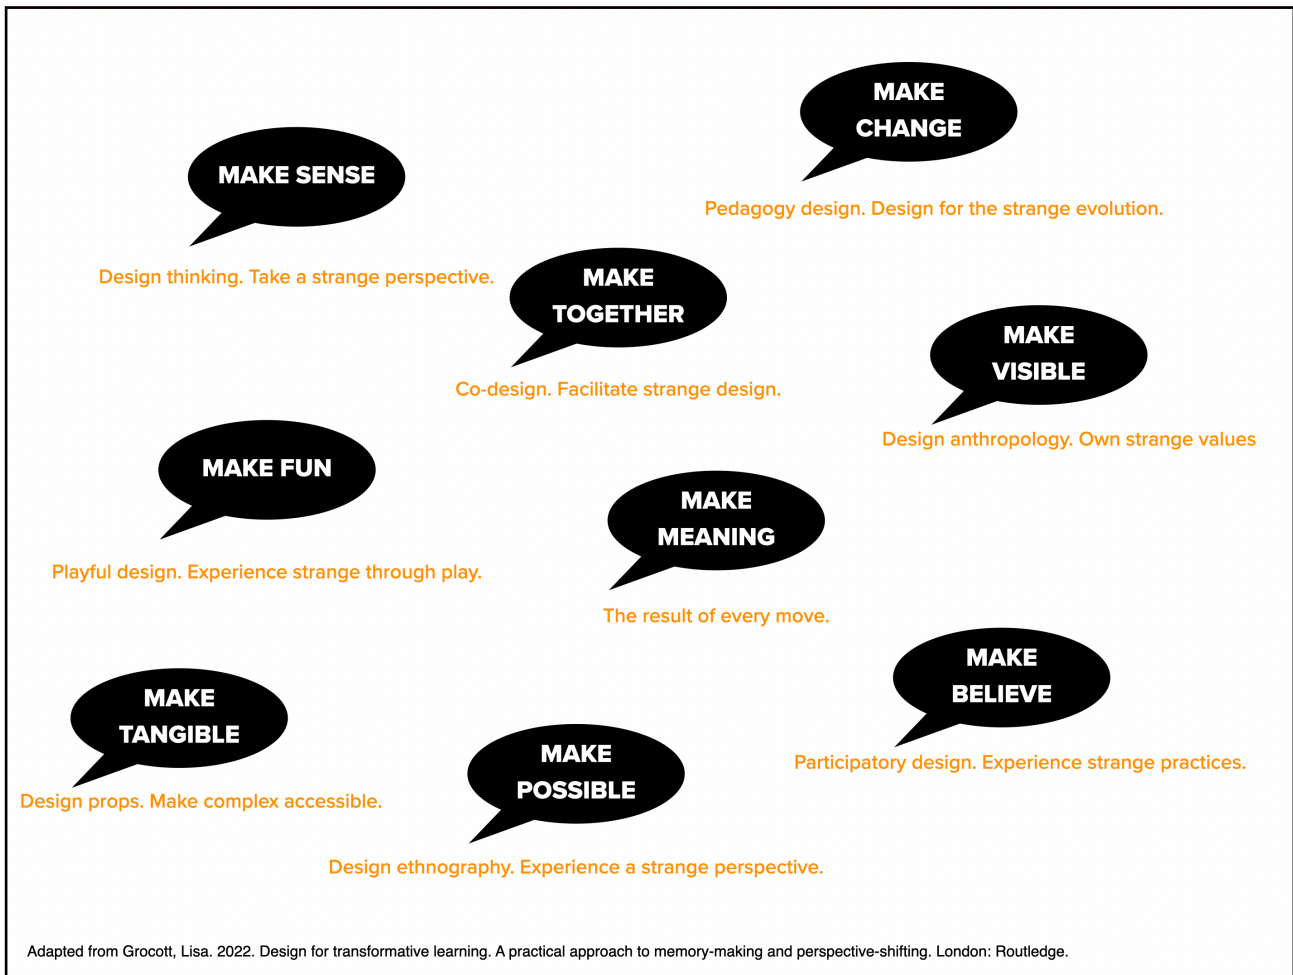 MAKE
CHANGE
Pedagogy design. Design for the strange evolution.
MAKE SENSE
Design thinking. Take a strange perspective.
MAKE
TOGETHER
Co-design. Facilitate strange design.
MAKE
VISIBLE
Design anthropology. Own strange values
MAKE FUN
Playful design. Experience strange through play.
MAKE
MEANING
The result of every move.
MAKE
BELIEVE
Participatory design. Experience strange practices.
MAKE
TANGIBLE
Design props. Make complex accessible.
MAKE
POSSIBLE
Design ethnography. Experience a strange perspective.
Adapted from Grocott, Lisa. 2022. Design for transformative learning. A practical approach to memory-making and perspective-shifting. London: Routledge.